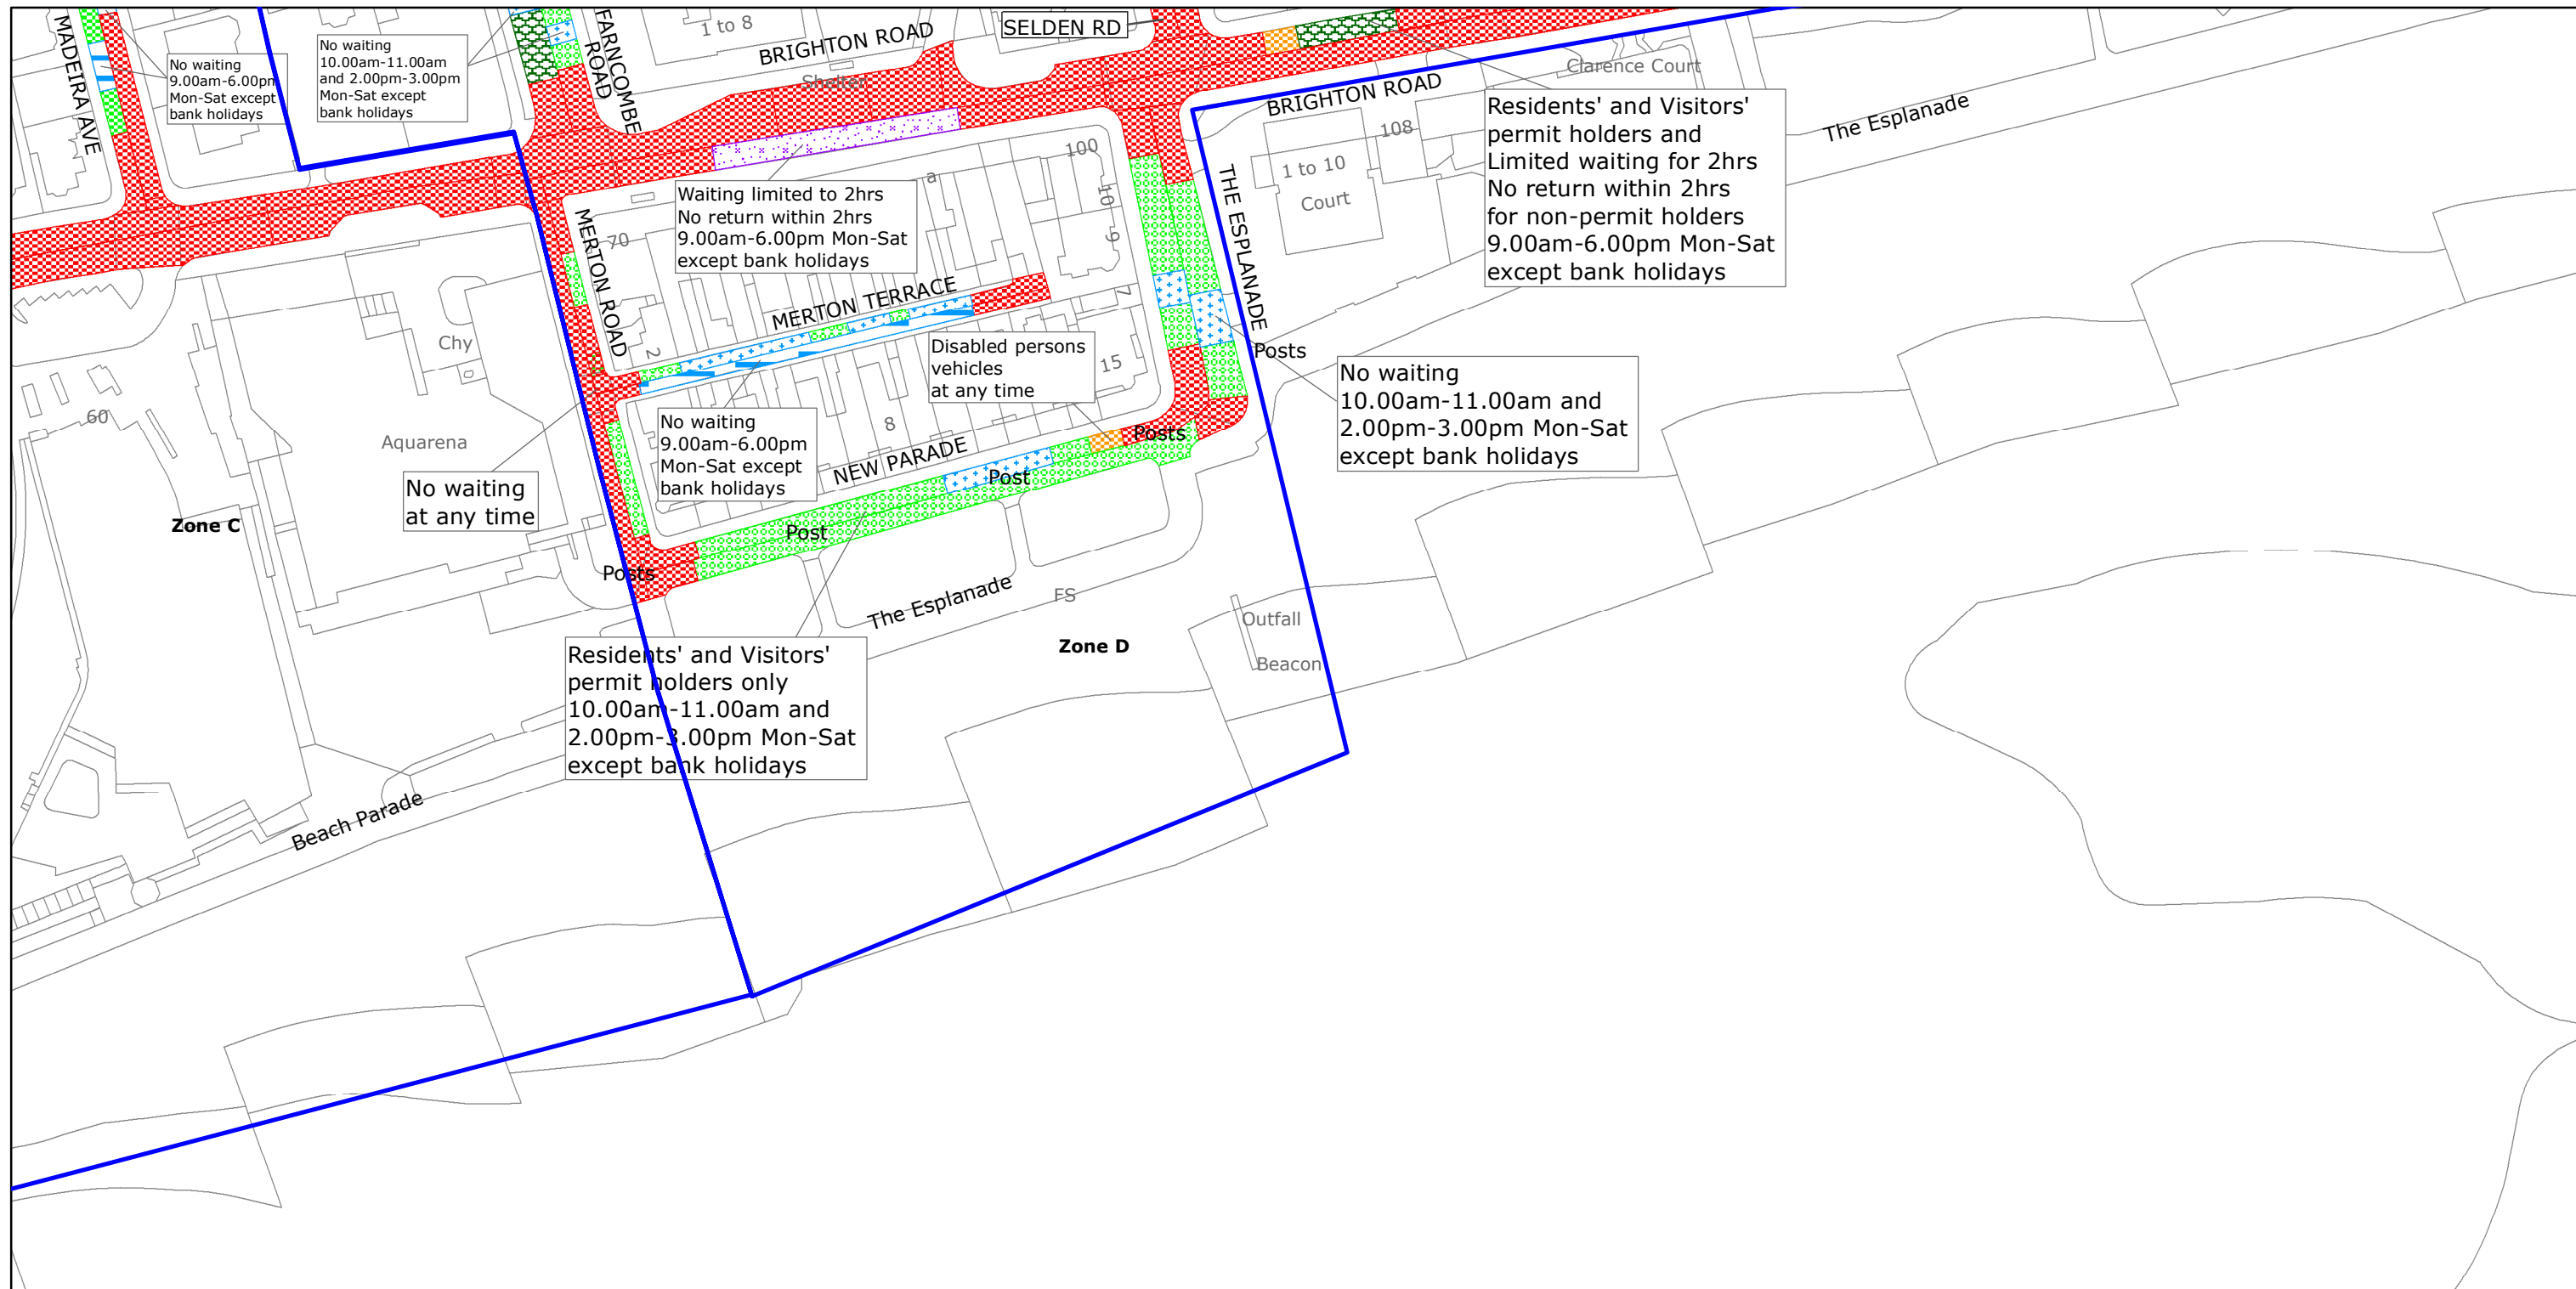 MADEIRA AVE
No waiting
9.00am-6.00pm
Mon-Sat except
bank holidays
No waiting
10.00am-11.00am
and 2.00pm-3.00pm
Mon-Sat except
bank holidays
FARNCOMBE
ROAD
1 to 8
BRIGHTON ROAD
Shelter
SELDEN RD
Clarence Court
BRIGHTON ROAD
108
1 to 10
Court
The Esplanade
Residents' and Visitors'
permit holders and
Limited waiting for 2hrs
No return within 2hrs
for non-permit holders
9.00am-6.00pm Mon-Sat
except bank holidays
100
a
10
9
7
15
THE ESPLANADE
Waiting limited to 2hrs
No return within 2hrs
9.00am-6.00pm Mon-Sat
except bank holidays
70
MERTON ROAD
2
MERTON TERRACE
Disabled persons
vehicles
at any time
Posts
No waiting
10.00am-11.00am and
2.00pm-3.00pm Mon-Sat
except bank holidays
Chy
60
Aquarena
No waiting
9.00am-6.00pm
Mon-Sat except
bank holidays
8
NEW PARADE
Posts
Post
Post
Posts
No waiting
at any time
Zone C
The Esplanade
FS
Outfall
Beacon
Zone D
Residents' and Visitors'
permit holders only
10.00am-11.00am and
2.00pm-3.00pm Mon-Sat
except bank holidays
Beach Parade